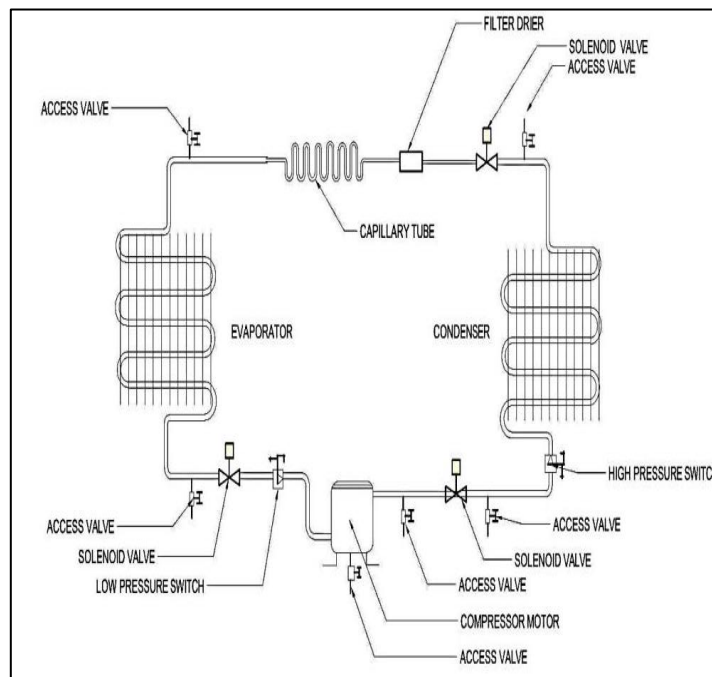 FILTER DRIER
SOLENOID VALVE
ACCESS VALVE
ACCESS VALVE
CAPILLARY TUBE
EVAPORATOR
CONDENSER
HIGH PRESSURE SWITCH
ACCESS VALVE
ACCESS VALVE
SOLENOID VALVE
SOLENOID VALVE
LOW PRESSURE SWITCH
ACCESS VALVE
COMPRESSOR MOTOR
ACCESS VALVE